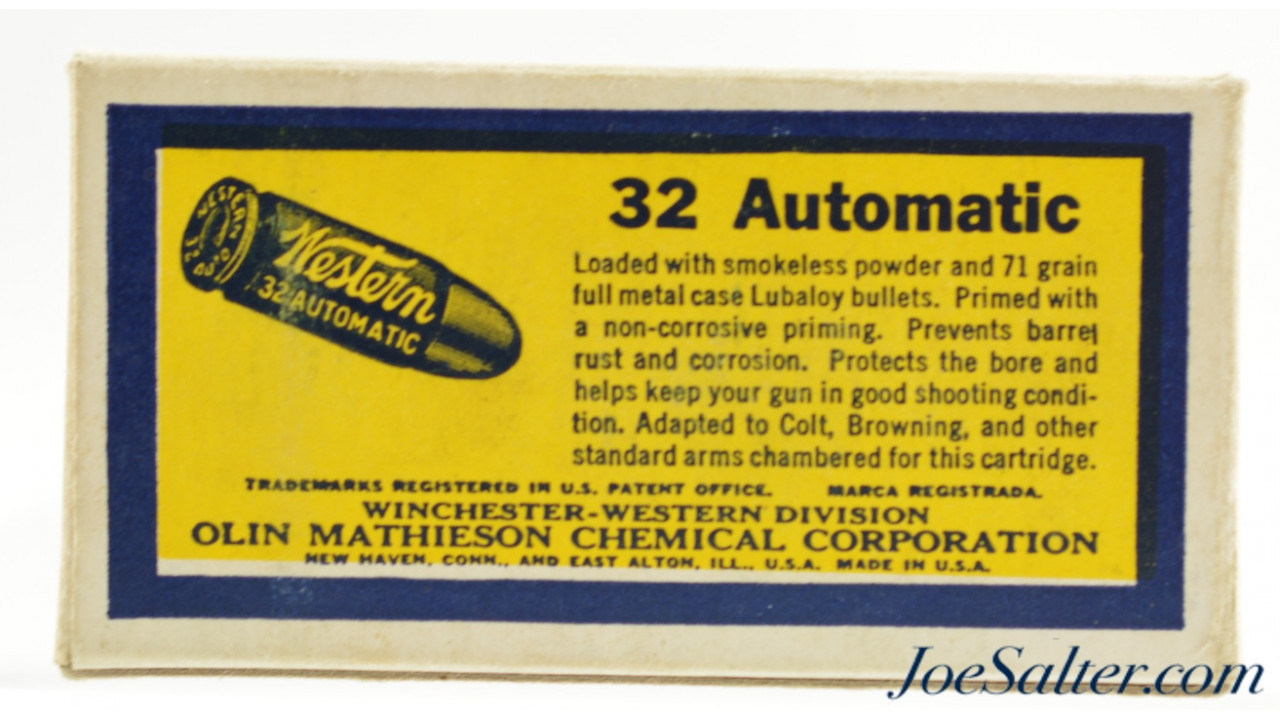 WESTERN
32 AUTO
Western
32 AUTOMATIC
32 Automatic
Loaded with smokeless powder and 71 grain
full metal case Lubaloy bullets. Primed with
a non-corrosive priming. Prevents barrel
rust and corrosion. Protects the bore and
helps keep your gun in good shooting condi-
tion. Adapted to Colt, Browning, and other
standard arms chambered for this cartridge.
TRADEMARKS REGISTERED IN U.S. PATENT OFFICE. MARCA REGISTRADA.
WINCHESTER-WESTERN DIVISION
OLIN MATHIESON CHEMICAL CORPORATION
NEW HAVEN, CONN., AND EAST ALTON, ILL., U.S.A. MADE IN U.S.A.
JoeSalter.com